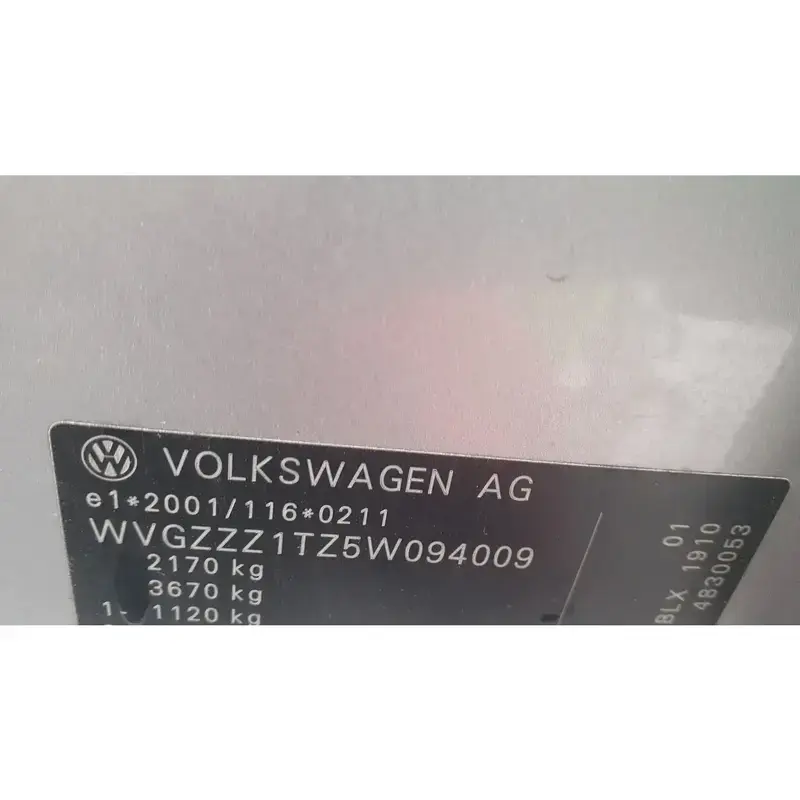 VOLKSWAGEN AG
e1*2001/116*0211
WVGZZZ1TZ5W094009
2170 kg
3670 kg
1- 1120 kg
01
BLX 1910
4830053